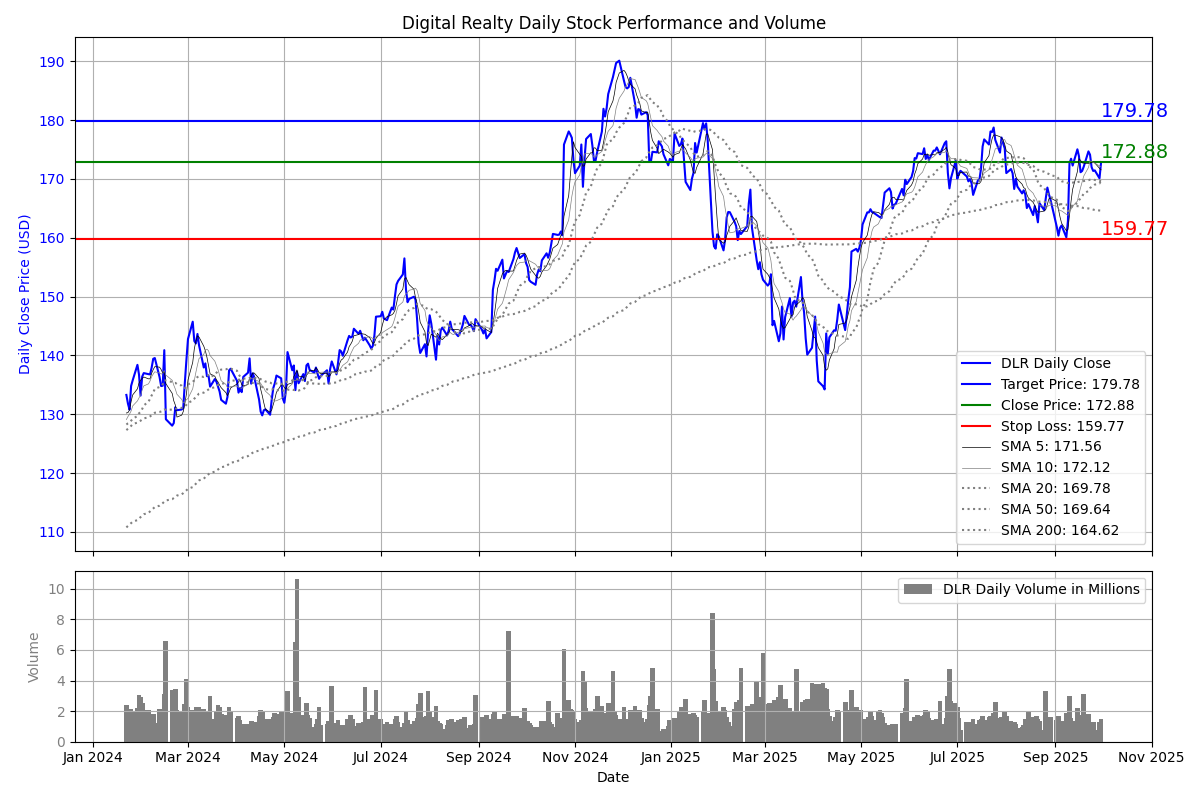 Digital Realty Daily Stock Performance and Volume
190
180
170
160
150
140
130
120
110
Daily Close Price (USD)
179.78
172.88
159.77
DLR Daily Close
Target Price: 179.78
Close Price: 172.88
Stop Loss: 159.77
SMA 5: 171.56
SMA 10: 172.12
SMA 20: 169.78
SMA 50: 169.64
SMA 200: 164.62
10
8
6
4
2
0
Volume
DLR Daily Volume in Millions
Jan 2024 Mar 2024 May 2024 Jul 2024 Sep 2024 Nov 2024 Jan 2025 Mar 2025 May 2025 Jul 2025 Sep 2025 Nov 2025
Date